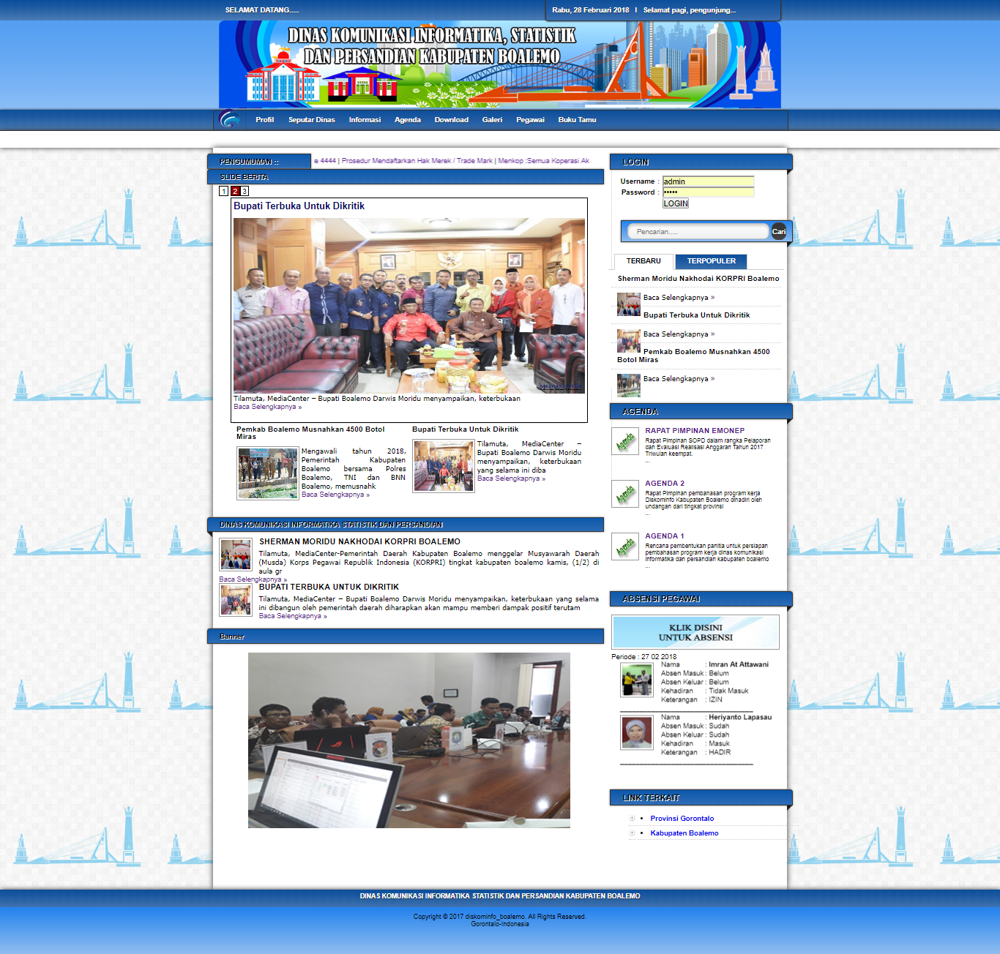 SELAMAT DATANG.....
Rabu, 28 Februari 2018 | Selamat pagi, pengunjung...
DINAS KOMUNIKASI INFORMATIKA, STATISTIK
DAN PERSANDIAN KABUPATEN BOALEMO
Profil Seputar Dinas Informasi Agenda Download Galeri Pegawai Buku Tamu
PENGUMUMAN ::
4444 | Prosedur Mendaftarkan Hak Merek / Trade Mark | Menkop :Semua Koperasi Ak
SLIDE BERITA
1 2 3
Bupati Terbuka Untuk Dikritik
Tilamuta, MediaCenter – Bupati Boalemo Darwis Moridu menyampaikan, keterbukaan
Baca Selengkapnya »
Pemkab Boalemo Musnahkan 4500 Botol
Miras
Mengawali tahun 2018,
Pemerintah Kabupaten
Boalemo bersama Polres
Boalemo, TNI dan BNN
Boalemo, memusnahk
Baca Selengkapnya »
Bupati Terbuka Untuk Dikritik
Tilamuta, MediaCenter –
Bupati Boalemo Darwis Moridu
menyampaikan, keterbukaan
yang selama ini diba
Baca Selengkapnya »
DINAS KOMUNIKASI INFORMATIKA STATISTIK DAN PERSANDIAN
SHERMAN MORIDU NAKHODAI KORPRI BOALEMO
Tilamuta, MediaCenter-Pemerintah Daerah Kabupaten Boalemo menggelar Musyawarah Daerah
(Musda) Korps Pegawai Republik Indonesia (KORPRI) tingkat kabupaten boalemo kamis, (1/2) di
aula gr
Baca Selengkapnya »
BUPATI TERBUKA UNTUK DIKRITIK
Tilamuta, MediaCenter – Bupati Boalemo Darwis Moridu menyampaikan, keterbukaan yang selama
ini dibangun oleh pemerintah daerah diharapkan akan mampu memberi dampak positif terutam
Baca Selengkapnya »
Banner
LOGIN
Username : admin
Password : •••••
LOGIN
Pencarian..... Cari
TERBARU TERPOPULER
Sherman Moridu Nakhodai KORPRI Boalemo
Baca Selengkapnya »
Bupati Terbuka Untuk Dikritik
Baca Selengkapnya »
Pemkab Boalemo Musnahkan 4500
Botol Miras
Baca Selengkapnya »
AGENDA
Agenda
RAPAT PIMPINAN EMONEP
Rapat Pimpinan SOPD dalam rangka Pelaporan
dan Evaluasi Realisasi Anggaran Tahun 2017
Triwulan keempat.
...
Agenda
AGENDA 2
Rapat Pimpinan pembahasan program kerja
Diskominfo Kabupaten Boalemo dihadiri oleh
undangan dari tingkat provinsi
...
Agenda
AGENDA 1
Rencana pembentukan panitia untuk persiapan
pembahasan program kerja dinas komunikasi
informatika dan persandian kabupaten boalemo
...
ABSENSI PEGAWAI
KLIK DISINI
UNTUK ABSENSI
Periode : 27 02 2018
Nama : Imran At Attawani
Absen Masuk : Belum
Absen Keluar : Belum
Kehadiran : Tidak Masuk
Keterangan : IZIN
Nama : Heriyanto Lapasau
Absen Masuk : Sudah
Absen Keluar : Sudah
Kehadiran : Masuk
Keterangan : HADIR
LINK TERKAIT
• Provinsi Gorontalo
• Kabupaten Boalemo
DINAS KOMUNIKASI INFORMATIKA STATISTIK DAN PERSANDIAN KABUPATEN BOALEMO
Copyright © 2017 diskominfo_boalemo. All Rights Reserved.
Gorontalo-Indonesia